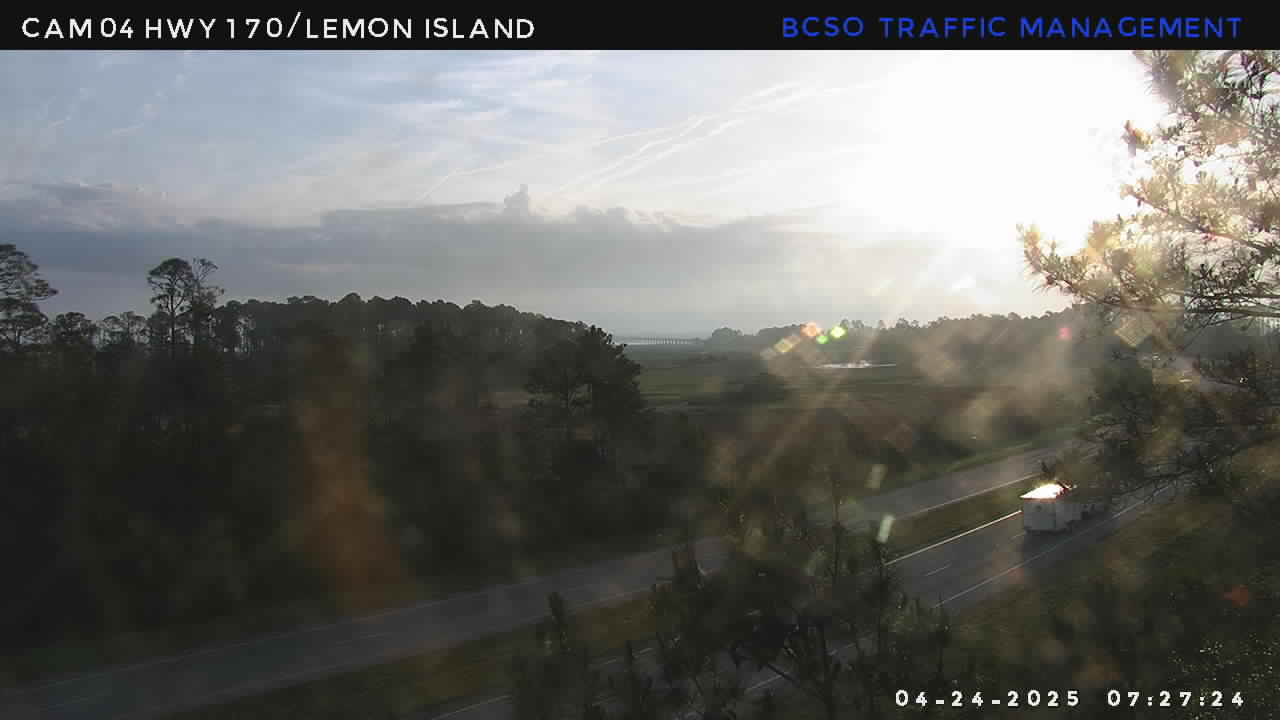 CAM04 HWY170/LEMON ISLAND
BCSO TRAFFIC MANAGEMENT
04-24-2025 07:27:24